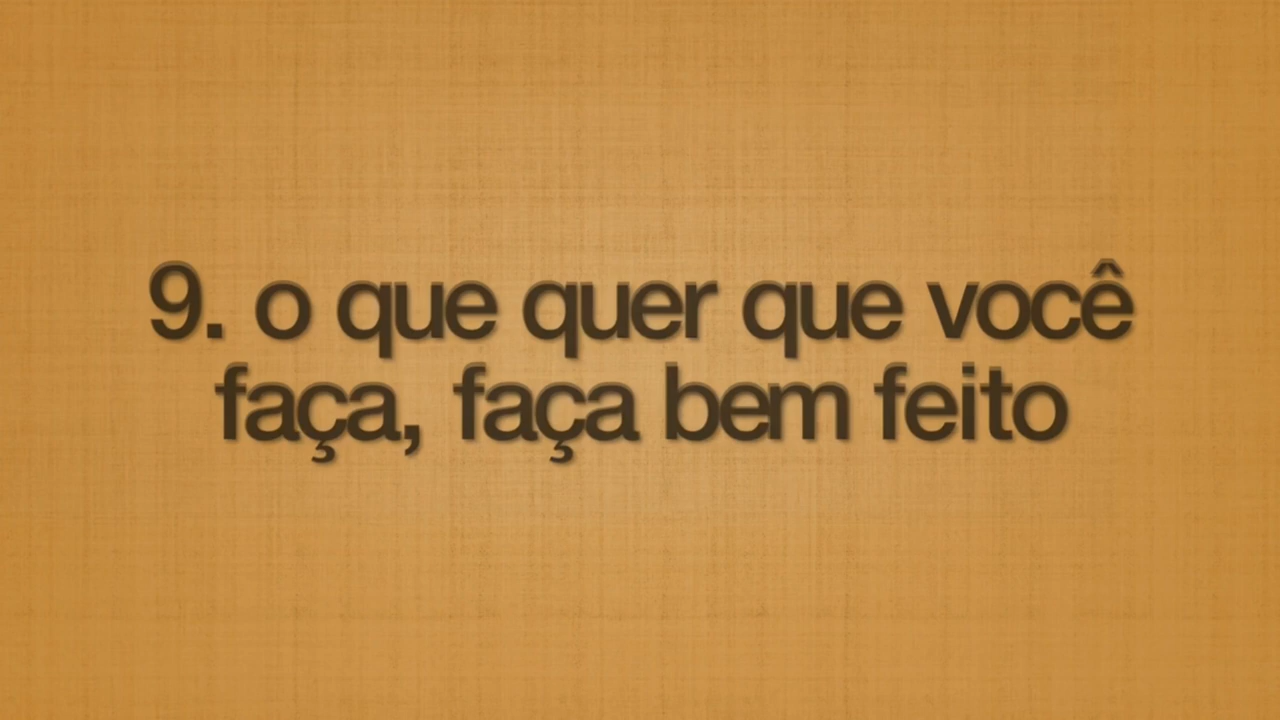 9. o que quer que você
faça, faça bem feito